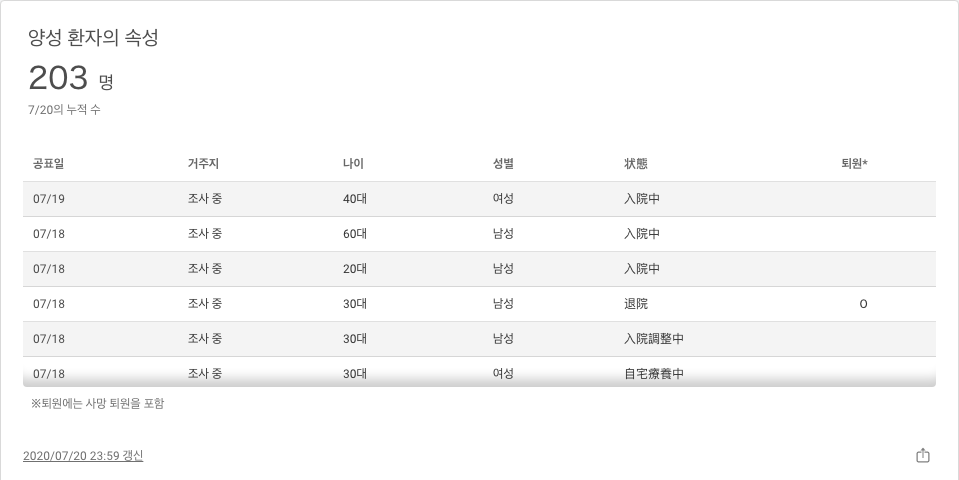 양성 환자의 속성
203 명
7/20의 누적 수
공표일 거주지 나이 성별 状態 퇴원*
07/19 조사 중 40대 여성 入院中
07/18 조사 중 60대 남성 入院中
07/18 조사 중 20대 남성 入院中
07/18 조사 중 30대 남성 退院 O
07/18 조사 중 30대 남성 入院調整中
07/18 조사 중 30대 여성 自宅療養中
※퇴원에는 사망 퇴원을 포함
2020/07/20 23:59 갱신